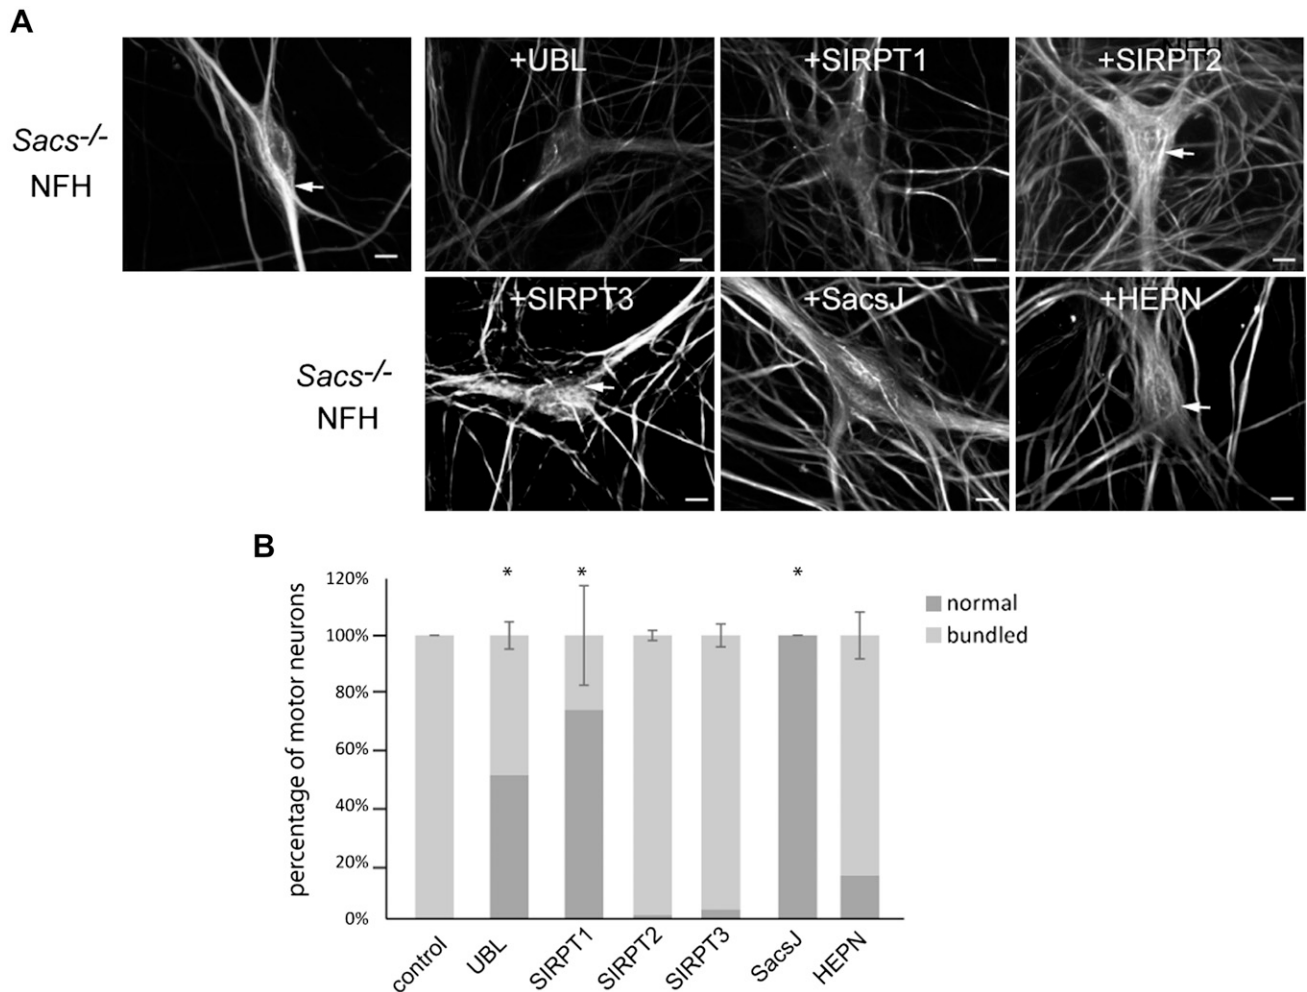 A
Sacs-/-
NFH
+UBL
+SIRPT1
+SIRPT2
Sacs-/-
NFH
+SIRPT3
+SacsJ
+HEPN
B
percentage of motor neurons
120%
100%
80%
60%
40%
20%
0%
* * *
normal
bundled
control
UBL
SIRPT1
SIRPT2
SIRPT3
SacsJ
HEPN